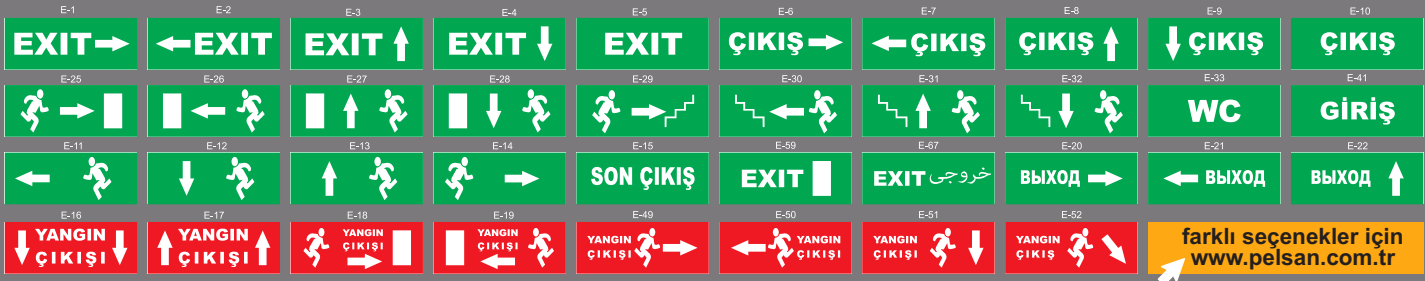 E-1 E-2 E-3 E-4 E-5 E-6 E-7 E-8 E-9 E-10
EXIT EXIT EXIT EXIT EXIT ÇIKIŞ ÇIKIŞ ÇIKIŞ ÇIKIŞ ÇIKIŞ
E-25 E-26 E-27 E-28 E-29 E-30 E-31 E-32 E-33 E-41
WC GİRİŞ
E-11 E-12 E-13 E-14 E-15 E-59 E-67 E-20 E-21 E-22
SON ÇIKIŞ EXIT EXIT خروجی ВЫХОД ВЫХОД ВЫХОД
E-16 E-17 E-18 E-19 E-49 E-50 E-51 E-52
YANGIN YANGIN YANGIN YANGIN YANGIN YANGIN YANGIN YANGIN
ÇIKIŞI ÇIKIŞI ÇIKIŞI ÇIKIŞI ÇIKIŞI ÇIKIŞI ÇIKIŞI ÇIKIŞ
farklı seçenekler için
www.pelsan.com.tr